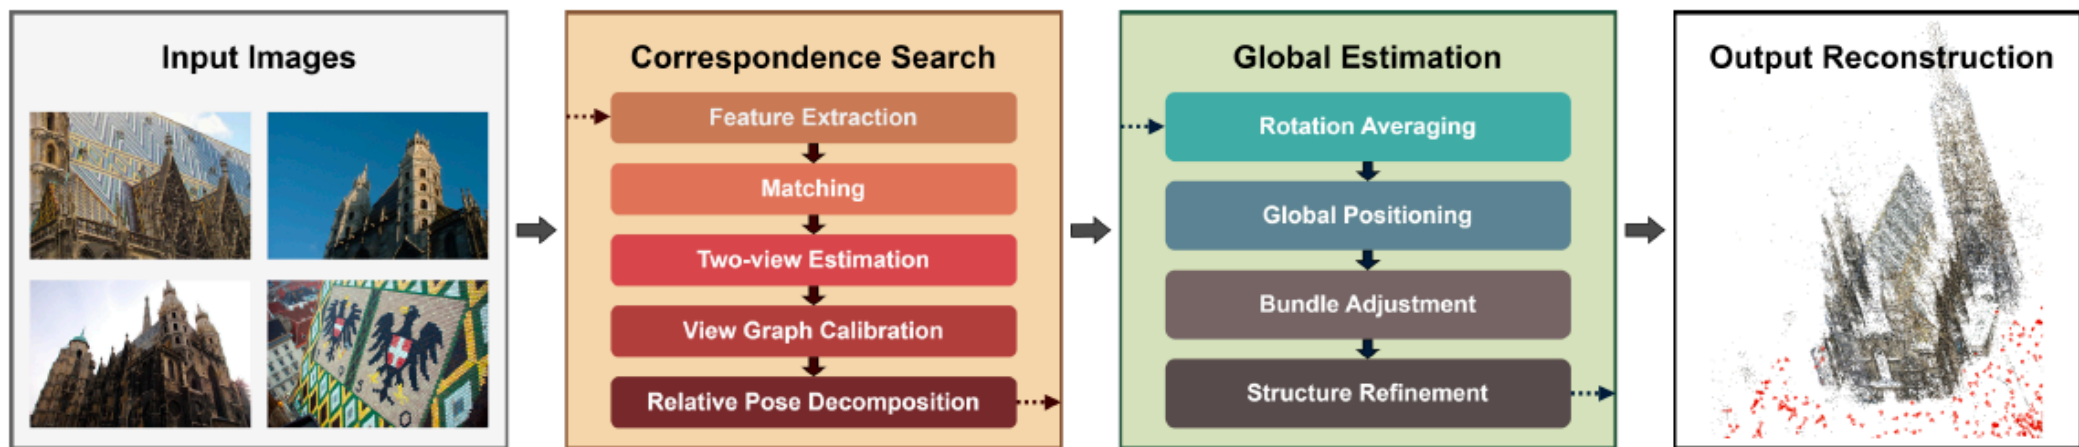 Input Images
Correspondence Search
Feature Extraction
Matching
Two-view Estimation
View Graph Calibration
Relative Pose Decomposition
Global Estimation
Rotation Averaging
Global Positioning
Bundle Adjustment
Structure Refinement
Output Reconstruction